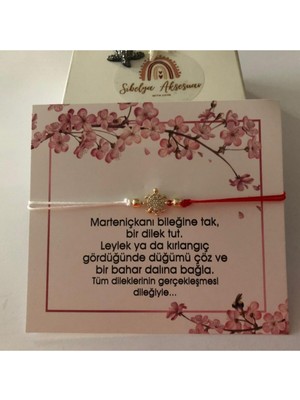 Sibelya Aksesuar
Marteniçkanı bileğine tak,
bir dilek tut.
Leylek ya da kırlangıç
gördüğünde düğümü çöz ve
bir bahar dalına bağla.
Tüm dileklerinin gerçekleşmesi
dileğiyle...